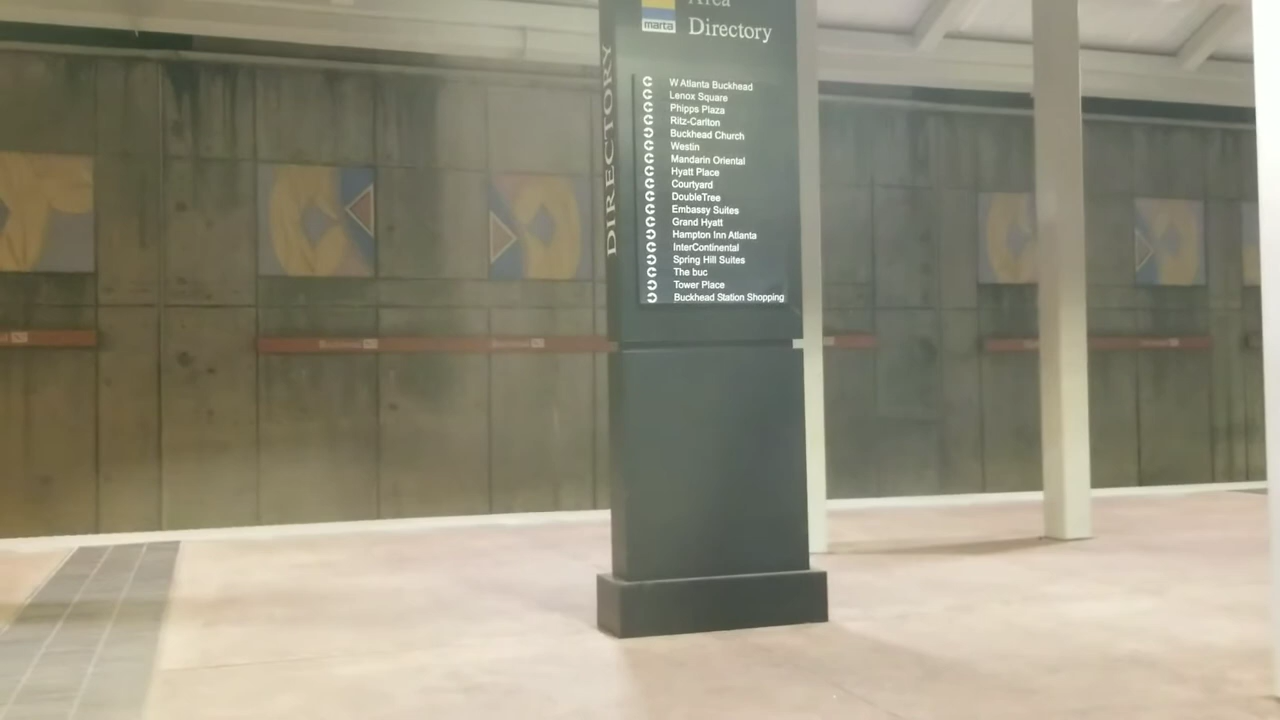 Area
marta
Directory
DIRECTORY
W Atlanta Buckhead
Lenox Square
Phipps Plaza
Ritz-Carlton
Buckhead Church
Westin
Mandarin Oriental
Hyatt Place
Courtyard
DoubleTree
Embassy Suites
Grand Hyatt
Hampton Inn Atlanta
InterContinental
Spring Hill Suites
The buc
Tower Place
Buckhead Station Shopping